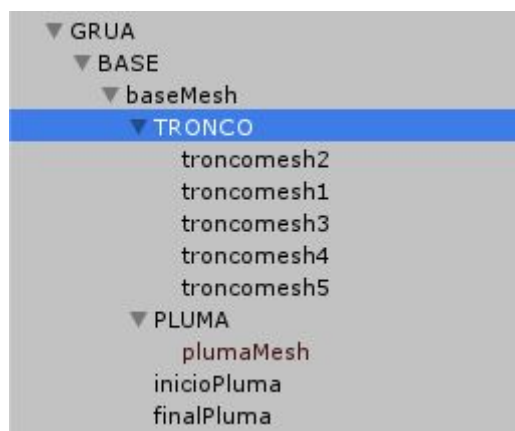 GRUA
BASE
baseMesh
TRONCO
troncomesh2
troncomesh1
troncomesh3
troncomesh4
troncomesh5
PLUMA
plumaMesh
inicioPluma
finalPluma